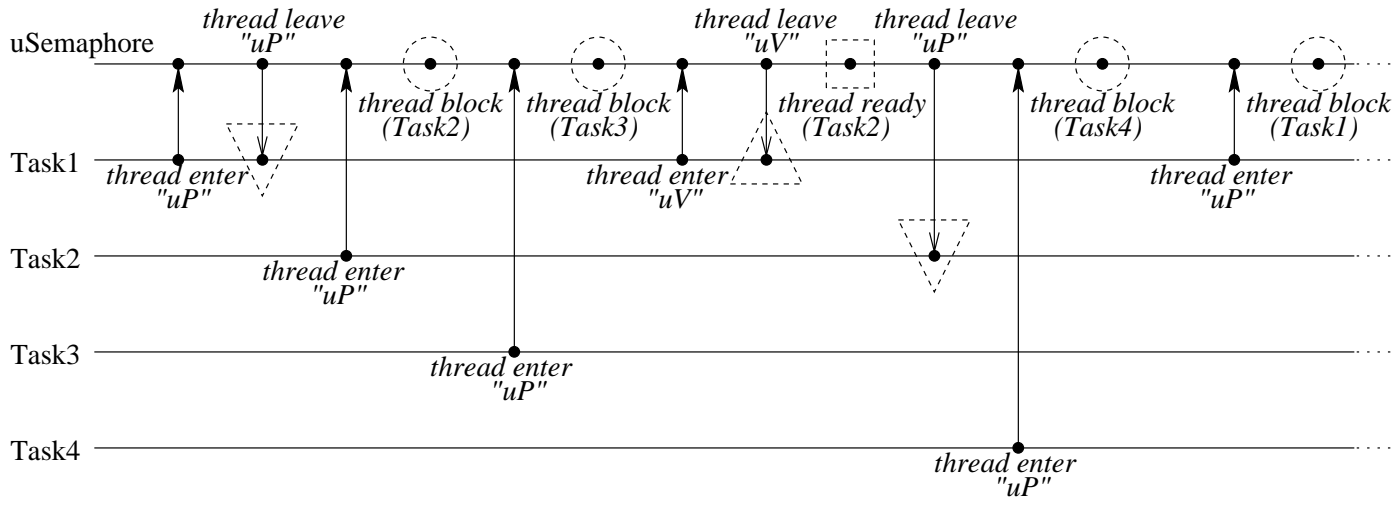 thread leave
"uP"
thread leave
"uV"
thread leave
"uP"
uSemaphore
thread block
(Task2)
thread block
(Task3)
thread ready
(Task2)
thread block
(Task4)
thread block
(Task1)
Task1
thread enter
"uP"
thread enter
"uV"
thread enter
"uP"
Task2
thread enter
"uP"
Task3
thread enter
"uP"
Task4
thread enter
"uP"